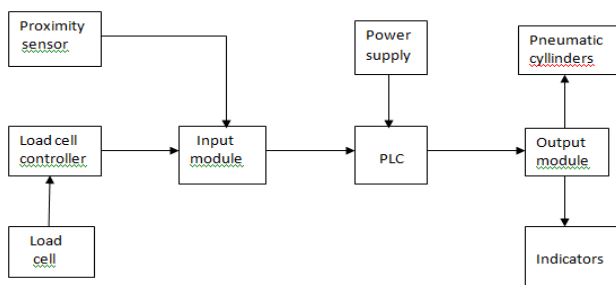 Proximity
sensor
Power
supply
Pneumatic
cyllinders
Load cell
controller
Input
module
PLC
Output
module
Load
cell
Indicators